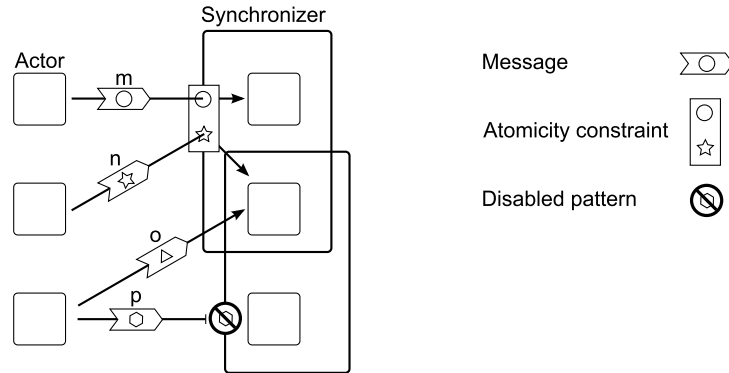 Synchronizer
Actor
m
n
o
p
Message
Atomicity constraint
Disabled pattern